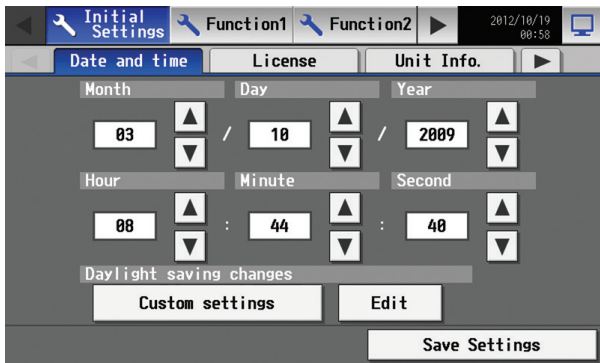 Initial Settings Function1 Function2 2012/10/19 00:58
Date and time License Unit Info.
Month Day Year
03 / 10 / 2009
Hour Minute Second
08 : 44 : 40
Daylight saving changes
Custom settings Edit
Save Settings